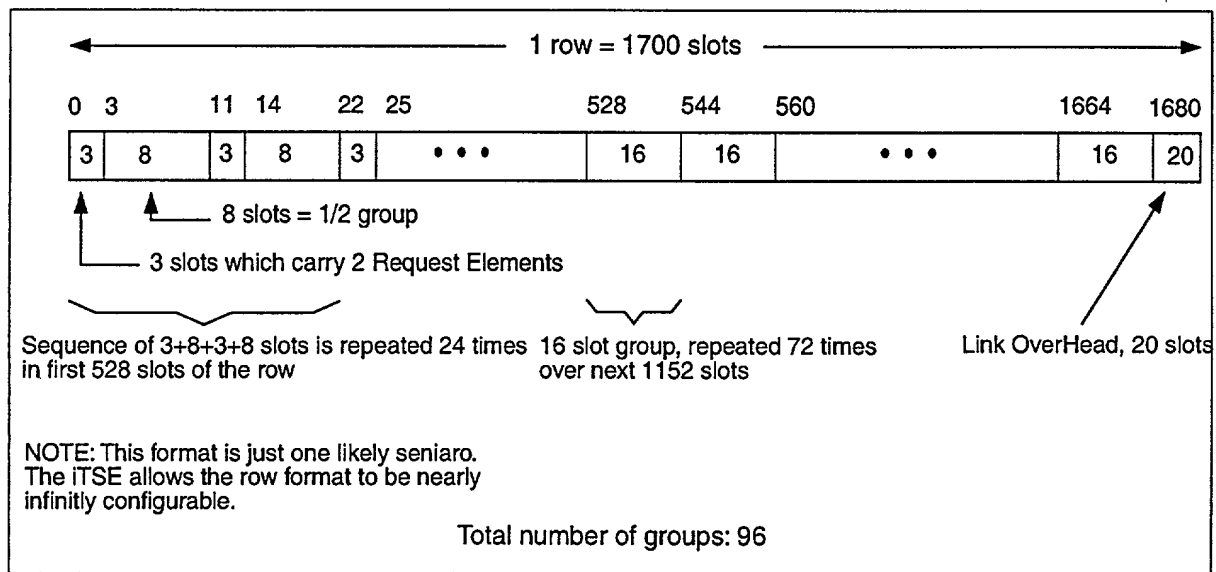 1 row = 1700 slots
0 3 11 14 22 25 528 544 560 1664 1680
3 8 3 8 3 • • • 16 16 • • • 16 20
8 slots = 1/2 group
3 slots which carry 2 Request Elements
Sequence of 3+8+3+8 slots is repeated 24 times
in first 528 slots of the row
16 slot group, repeated 72 times
over next 1152 slots
Link OverHead, 20 slots
NOTE: This format is just one likely seniaro.
The iTSE allows the row format to be nearly
infinitly configurable.
Total number of groups: 96